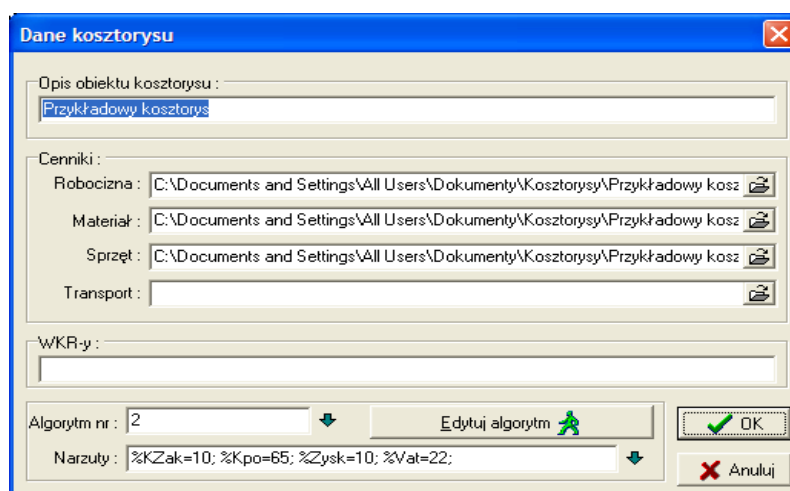 Dane kosztorysu
Opis obiektu kosztorysu :
Przykładowy kosztorys
Cenniki :
Robocizna : C:\Documents and Settings\All Users\Dokumenty\Kosztorysy\Przykładowy kosz
Materiał : C:\Documents and Settings\All Users\Dokumenty\Kosztorysy\Przykładowy kosz
Sprzęt : C:\Documents and Settings\All Users\Dokumenty\Kosztorysy\Przykładowy kosz
Transport :
WKR-y :
Algorytm nr : 2 Edytuj algorytm OK
Narzuty : %KZak=10; %Kpo=65; %Zysk=10; %Vat=22; Anuluj